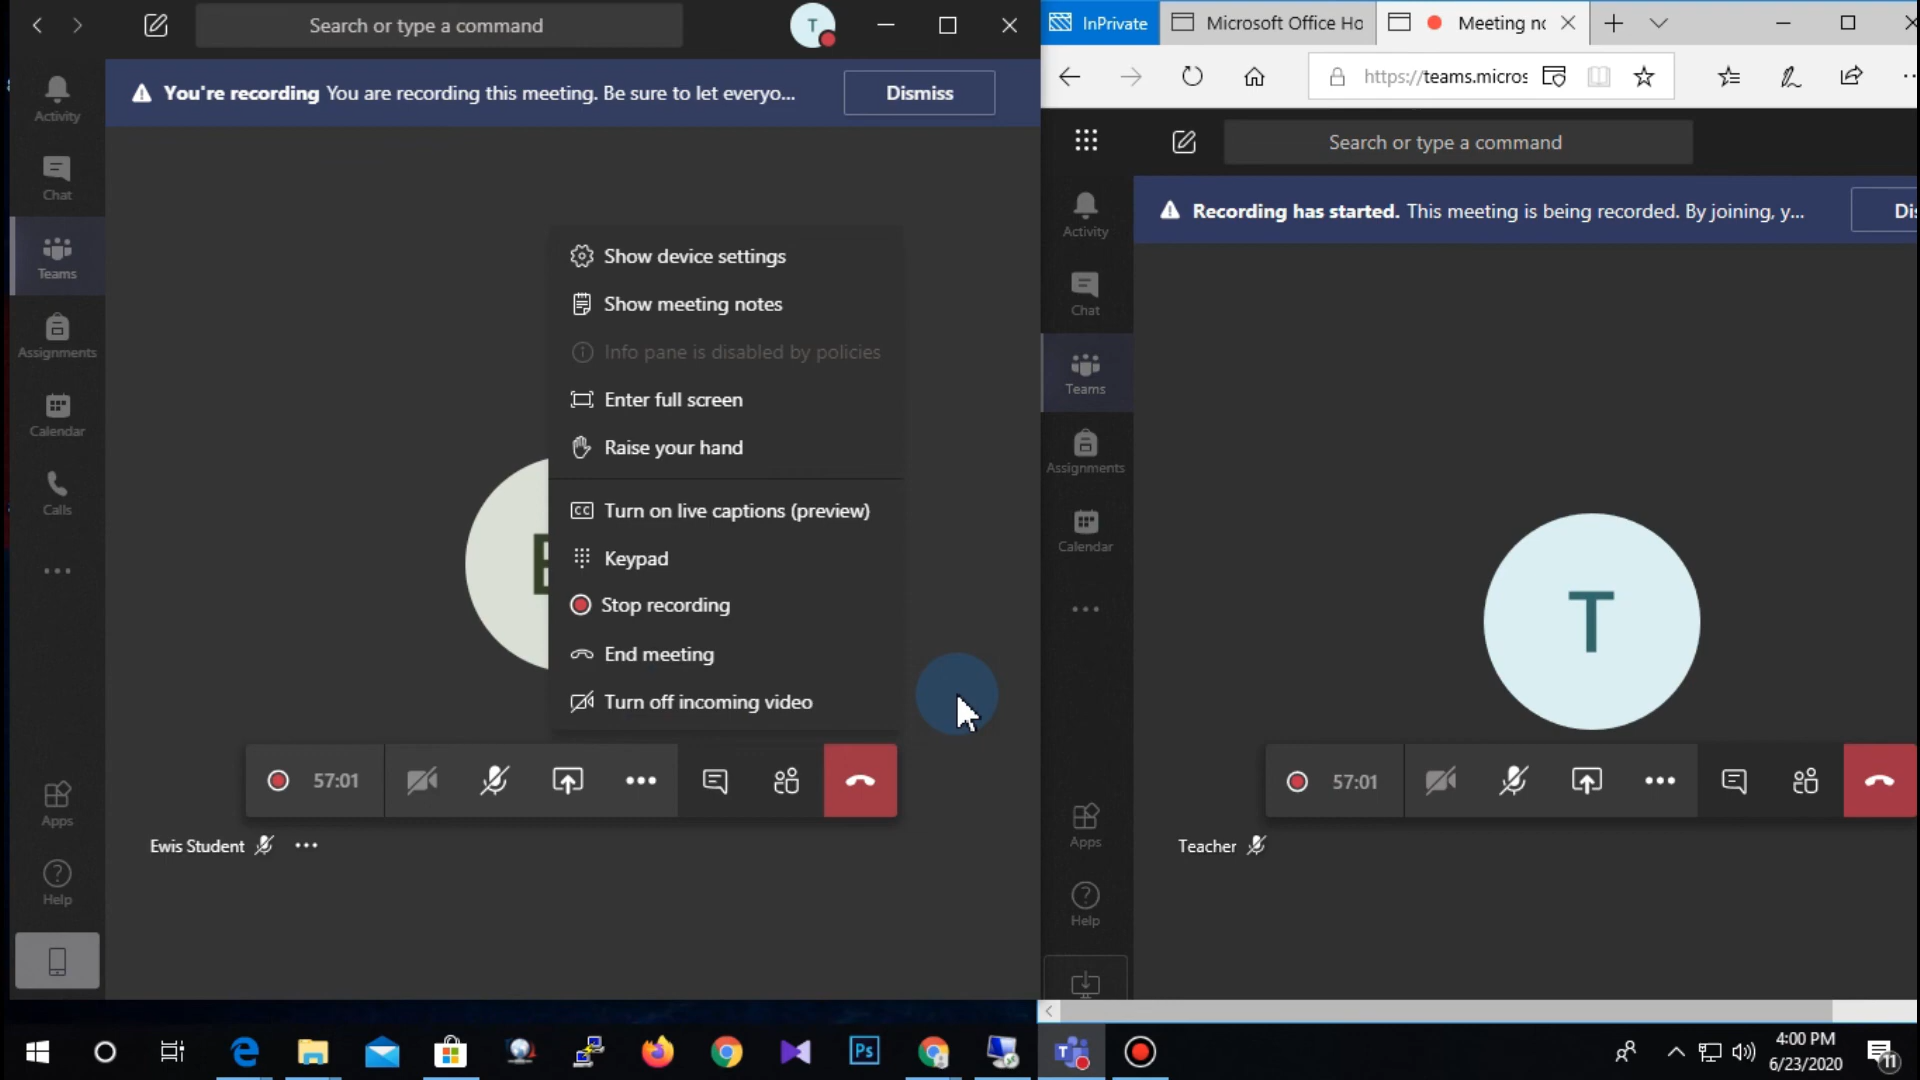 Search or type a command
T
You're recording You are recording this meeting. Be sure to let everyo...
Dismiss
Activity
Chat
Teams
Assignments
Calendar
Calls
Apps
Help
Show device settings
Show meeting notes
Info pane is disabled by policies
Enter full screen
Raise your hand
CC Turn on live captions (preview)
Keypad
Stop recording
End meeting
Turn off incoming video
57:01
Ewis Student
InPrivate
Microsoft Office Ho
Meeting no
https://teams.micros
Search or type a command
Recording has started. This meeting is being recorded. By joining, y...
Dis
Activity
Chat
Teams
Assignments
Calendar
Apps
Help
T
57:01
Teacher
Ps
T
4:00 PM
6/23/2020
11